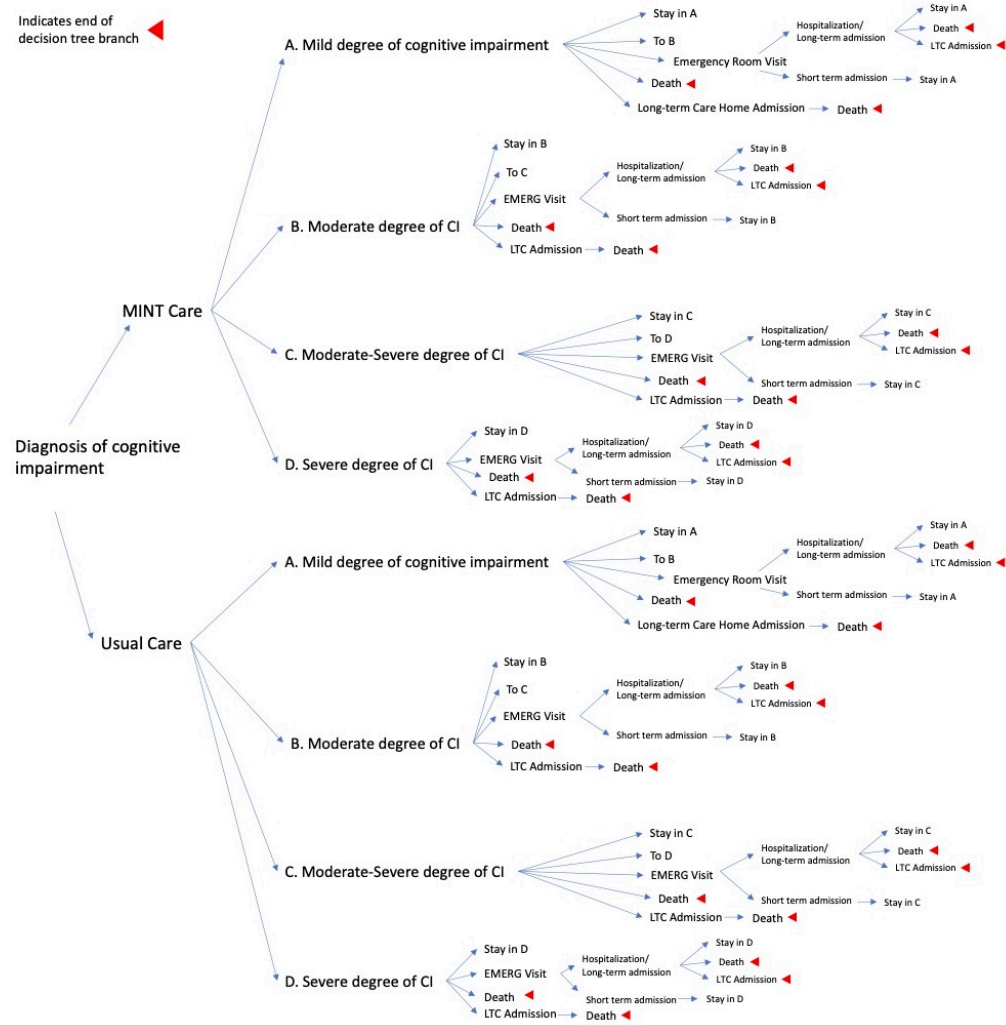 Indicates end of
decision tree branch
MINT Care
A. Mild degree of cognitive impairment
Stay in A
To B
Emergency Room Visit
Hospitalization/
Long-term admission
Stay in A
Death
LTC Admission
Short term admission
Stay in A
Death
Long-term Care Home Admission
Death
B. Moderate degree of CI
Stay in B
To C
EMERG Visit
Hospitalization/
Long-term admission
Stay in B
Death
LTC Admission
Short term admission
Stay in B
Death
LTC Admission
Death
C. Moderate-Severe degree of CI
Stay in C
To D
EMERG Visit
Hospitalization/
Long-term admission
Stay in C
Death
LTC Admission
Short term admission
Stay in C
Death
LTC Admission
Death
D. Severe degree of CI
Stay in D
EMERG Visit
Hospitalization/
Long-term admission
Stay in D
Death
LTC Admission
Short term admission
Stay in D
Death
LTC Admission
Death
Diagnosis of cognitive
impairment
Usual Care
A. Mild degree of cognitive impairment
Stay in A
To B
Emergency Room Visit
Hospitalization/
Long-term admission
Stay in A
Death
LTC Admission
Short term admission
Stay in A
Death
Long-term Care Home Admission
Death
B. Moderate degree of CI
Stay in B
To C
EMERG Visit
Hospitalization/
Long-term admission
Stay in B
Death
LTC Admission
Short term admission
Stay in B
Death
LTC Admission
Death
C. Moderate-Severe degree of CI
Stay in C
To D
EMERG Visit
Hospitalization/
Long-term admission
Stay in C
Death
LTC Admission
Short term admission
Stay in C
Death
LTC Admission
Death
D. Severe degree of CI
Stay in D
EMERG Visit
Hospitalization/
Long-term admission
Stay in D
Death
LTC Admission
Short term admission
Stay in D
Death
LTC Admission
Death